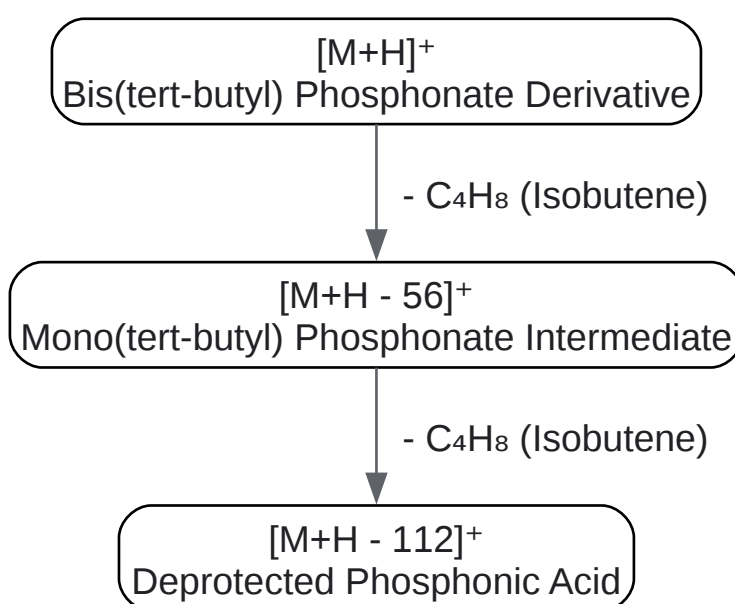 [M+H]⁺
Bis(tert-butyl) Phosphonate Derivative
- C₄H₈ (Isobutene)
[M+H - 56]⁺
Mono(tert-butyl) Phosphonate Intermediate
- C₄H₈ (Isobutene)
[M+H - 112]⁺
Deprotected Phosphonic Acid